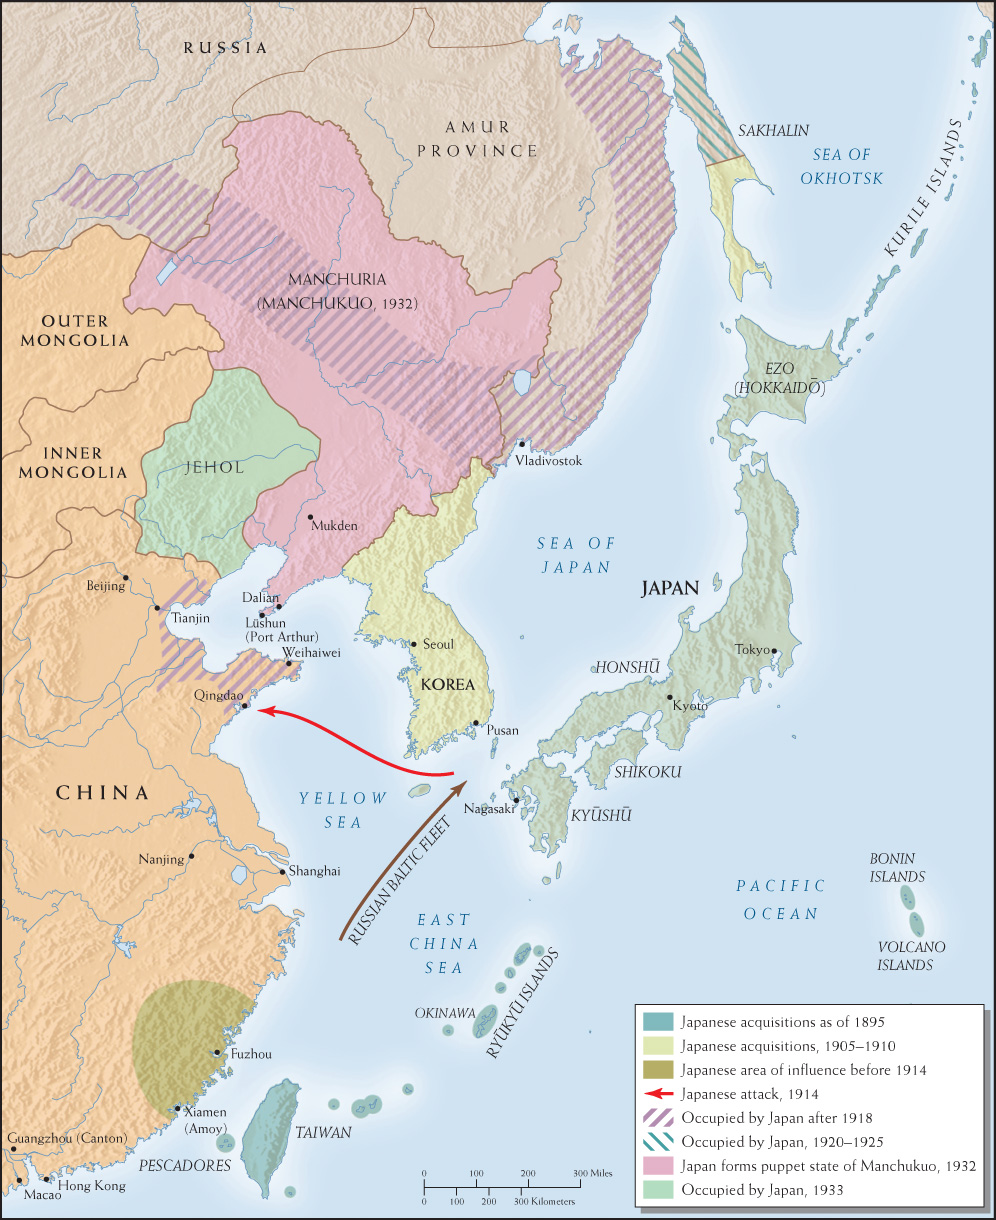 RUSSIA
AMUR
PROVINCE
SAKHALIN
SEA OF
OKHOTSK
KURILE ISLANDS
MANCHURIA
(MANCHUKUO, 1932)
OUTER
MONGOLIA
EZO
(HOKKAIDŌ)
INNER
MONGOLIA
JEHOL
Vladivostok
Mukden
SEA OF
JAPAN
Beijing
JAPAN
Dalian
Tianjin
Lüshun
(Port Arthur)
Weihaiwei
Seoul
Tokyo
HONSHŪ
KOREA
Qingdao
Kyoto
Pusan
SHIKOKU
CHINA
YELLOW
SEA
Nagasaki
KYŪSHŪ
RUSSIAN BALTIC FLEET
Nanjing
Shanghai
BONIN
ISLANDS
PACIFIC
OCEAN
EAST
CHINA
SEA
VOLCANO
ISLANDS
OKINAWA
RYŪKYŪ ISLANDS
Fuzhou
Xiamen
(Amoy)
TAIWAN
Guangzhou (Canton)
PESCADORES
Hong Kong
Macao
0 100 200 300 Miles
0 100 200 300 Kilometers
Japanese acquisitions as of 1895
Japanese acquisitions, 1905–1910
Japanese area of influence before 1914
Japanese attack, 1914
Occupied by Japan after 1918
Occupied by Japan, 1920–1925
Japan forms puppet state of Manchukuo, 1932
Occupied by Japan, 1933